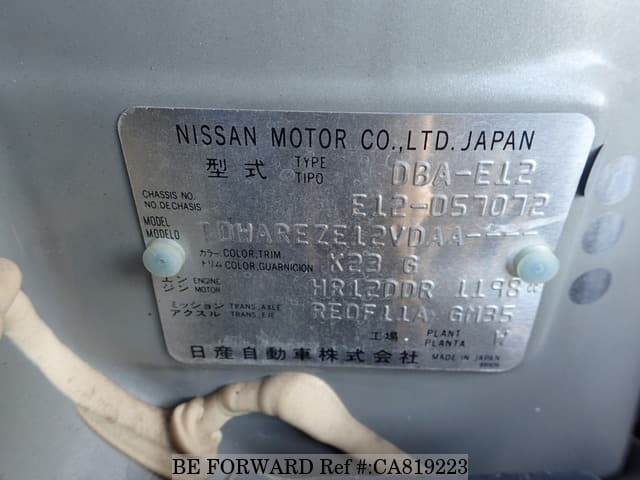 NISSAN MOTOR CO.,LTD. JAPAN
型式 TYPE TIPO DBA-E12
CHASSIS NO. NO.DECHASIS E12-057072
MODEL MODELO DWAREZE12VDAA----
カラー COLOR,TRIM トリム COLOR,GUARNICION K23 G
エンジン ENGINE MOTOR HR12DDR 1198cc
ミッション TRANS,AXLE アクスル TRANS,EJE RE0F11A GM35
工場. PLANT PLANTA W
日産自動車株式会社 MADE IN JAPAN
BE FORWARD Ref #:CA819223